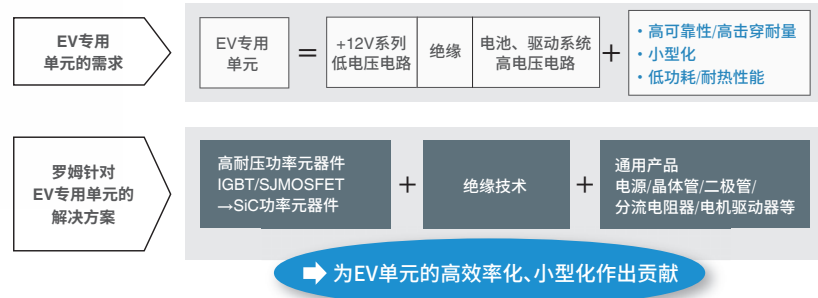 EV专用
单元的需求
EV专用
单元
=
+12V系列
低电压电路
绝缘
电池、驱动系统
高电压电路
+
・高可靠性/高击穿耐量
・小型化
・低功耗/耐热性能
罗姆针对
EV专用单元的
解决方案
高耐压功率元器件
IGBT/SJMOSFET
→SiC功率元器件
+
绝缘技术
+
通用产品
电源/晶体管/二极管/
分流电阻器/电机驱动器等
为EV单元的高效率化、小型化作出贡献